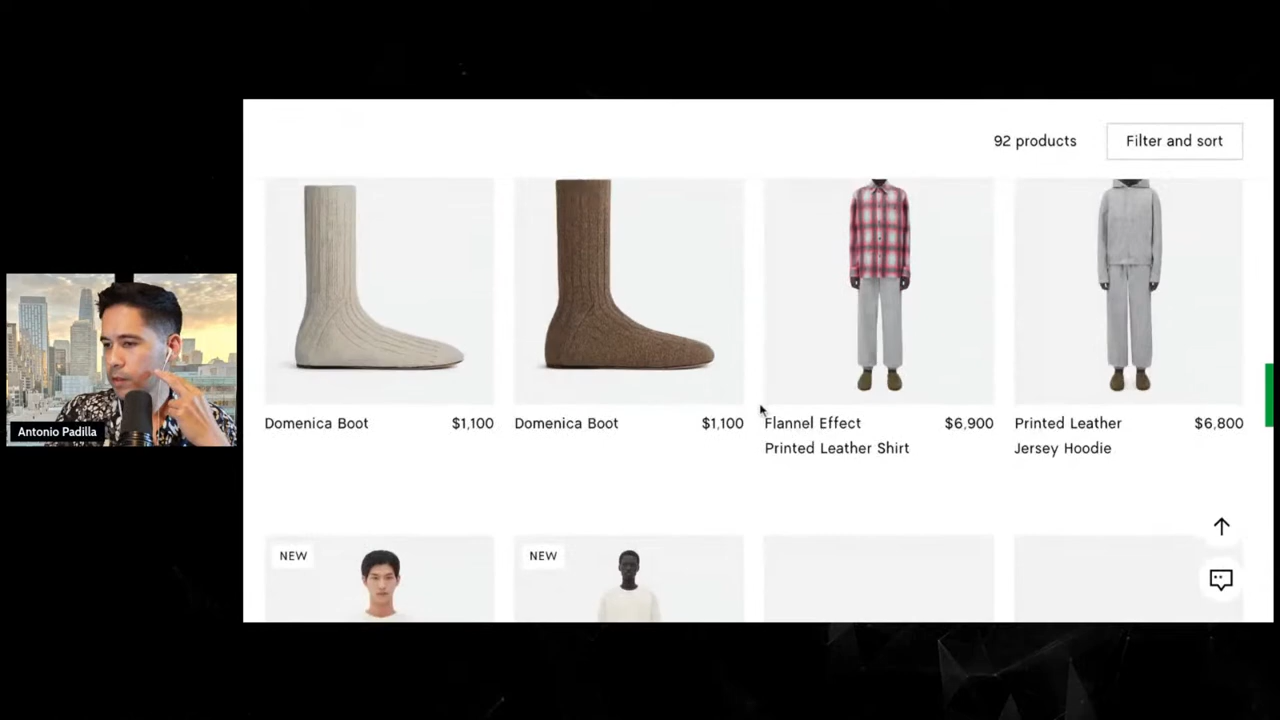 92 products
Filter and sort
Domenica Boot $1,100
Domenica Boot $1,100
Flannel Effect $6,900
Printed Leather Shirt
Printed Leather $6,800
Jersey Hoodie
Antonio Padilla
NEW
NEW